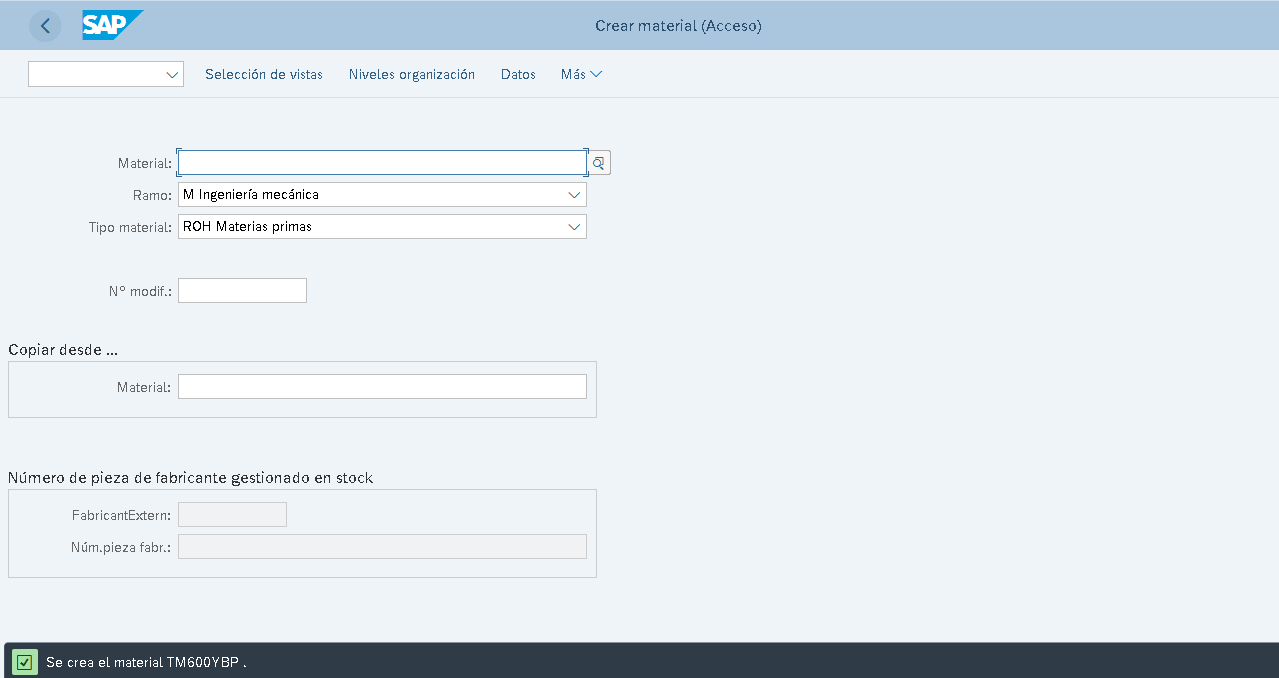 SAP
Crear material (Acceso)
Selección de vistas Niveles organización Datos Más
Material:
Ramo: M Ingeniería mecánica
Tipo material: ROH Materias primas
N° modif.:
Copiar desde ...
Material:
Número de pieza de fabricante gestionado en stock
FabricantExtern:
Núm.pieza fabr.:
Se crea el material TM600YBP .